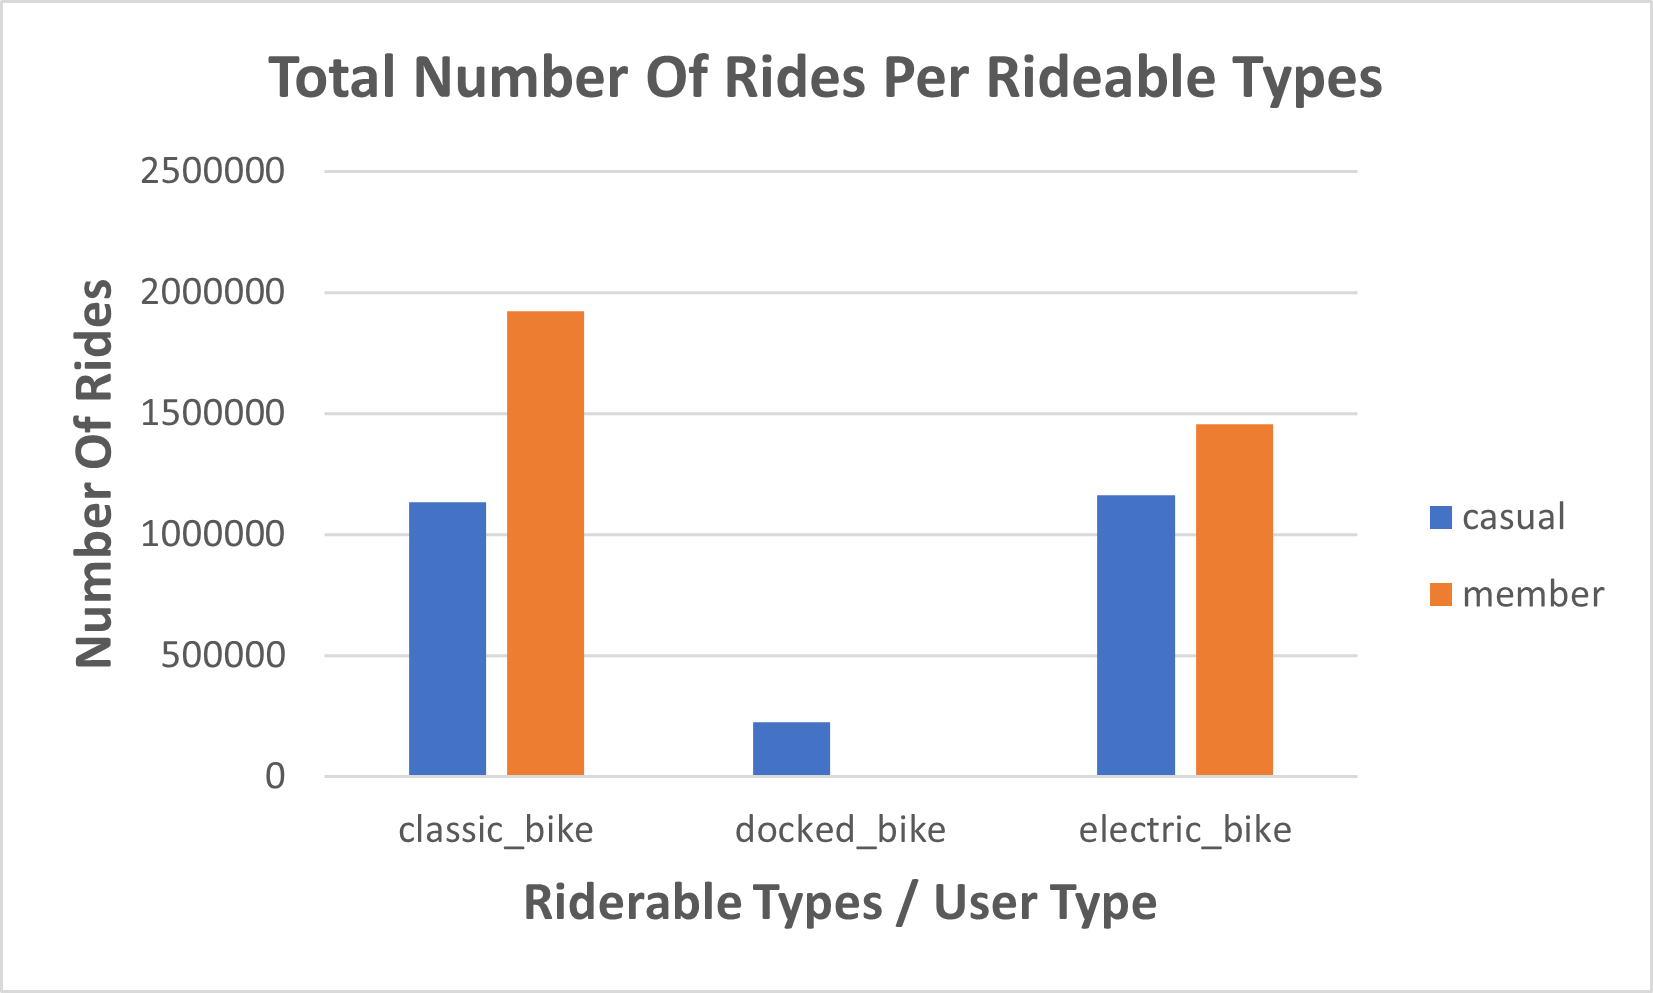 Total Number Of Rides Per Rideable Types
Number Of Rides
2500000
2000000
1500000
1000000
500000
0
classic_bike
docked_bike
electric_bike
Riderable Types / User Type
casual
member